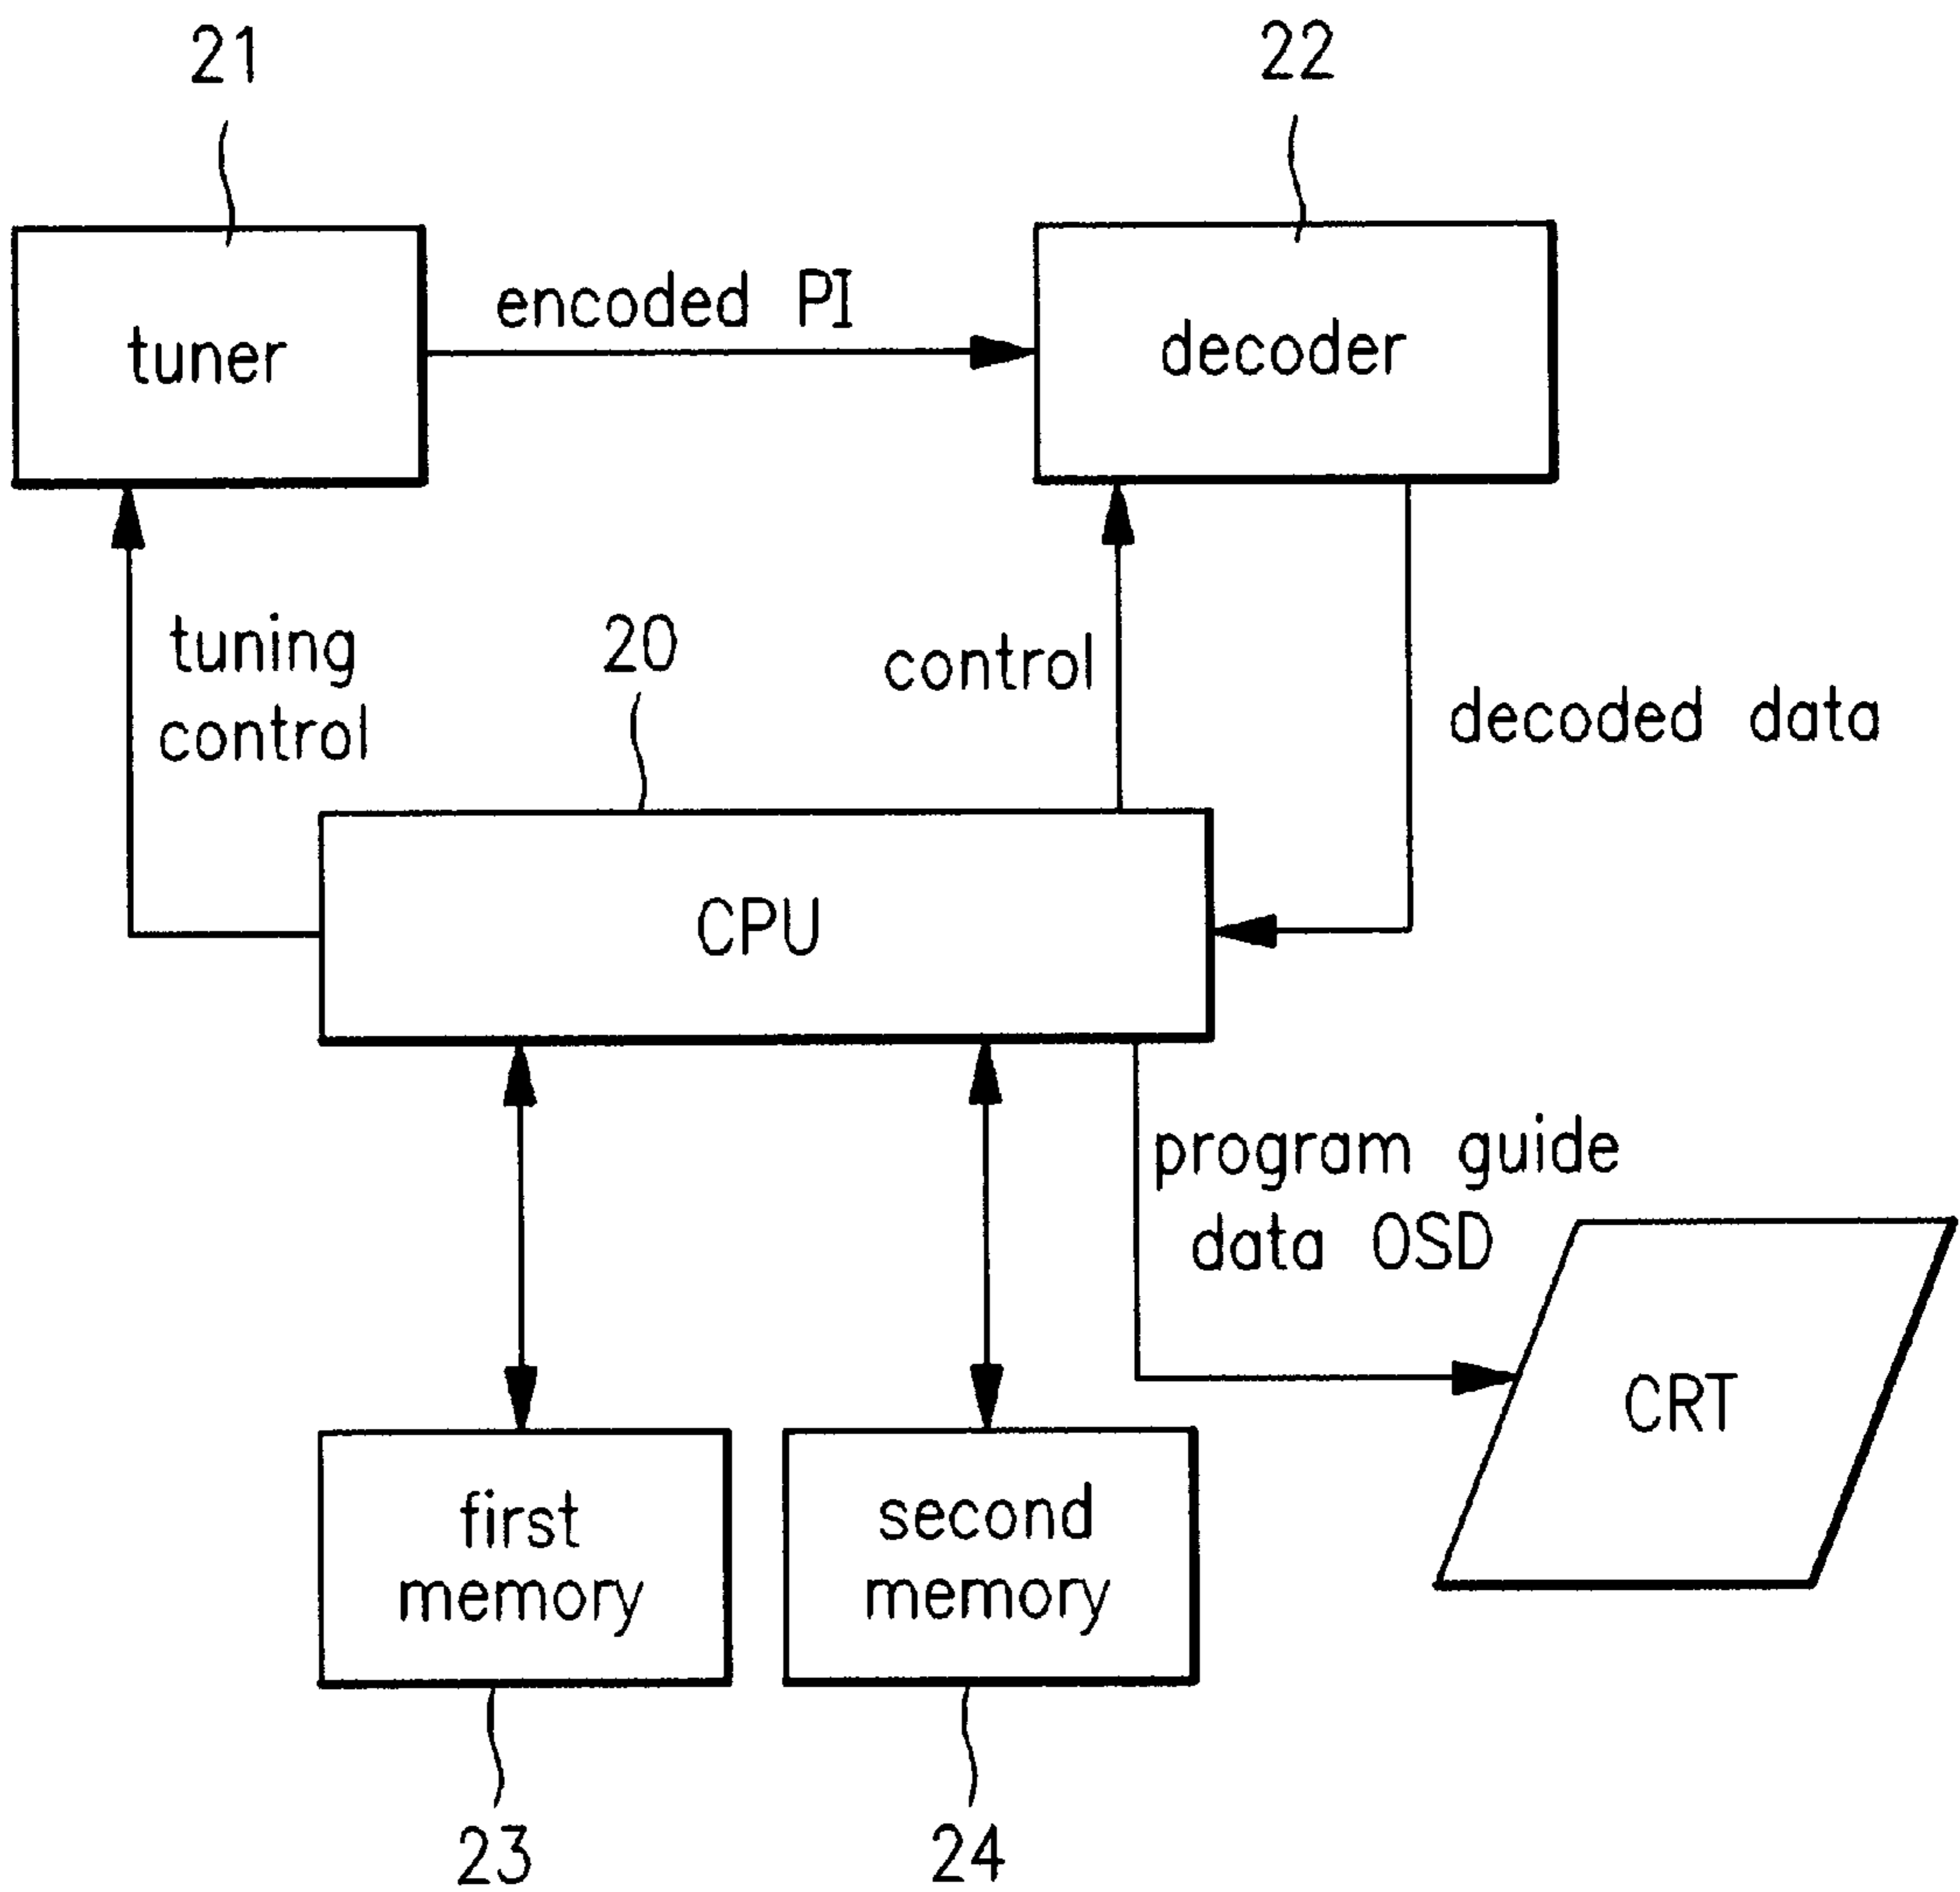 21
22
tuner
encoded PI
decoder
tuning
control
20
control
decoded data
CPU
program guide
data OSD
CRT
first
memory
second
memory
23
24